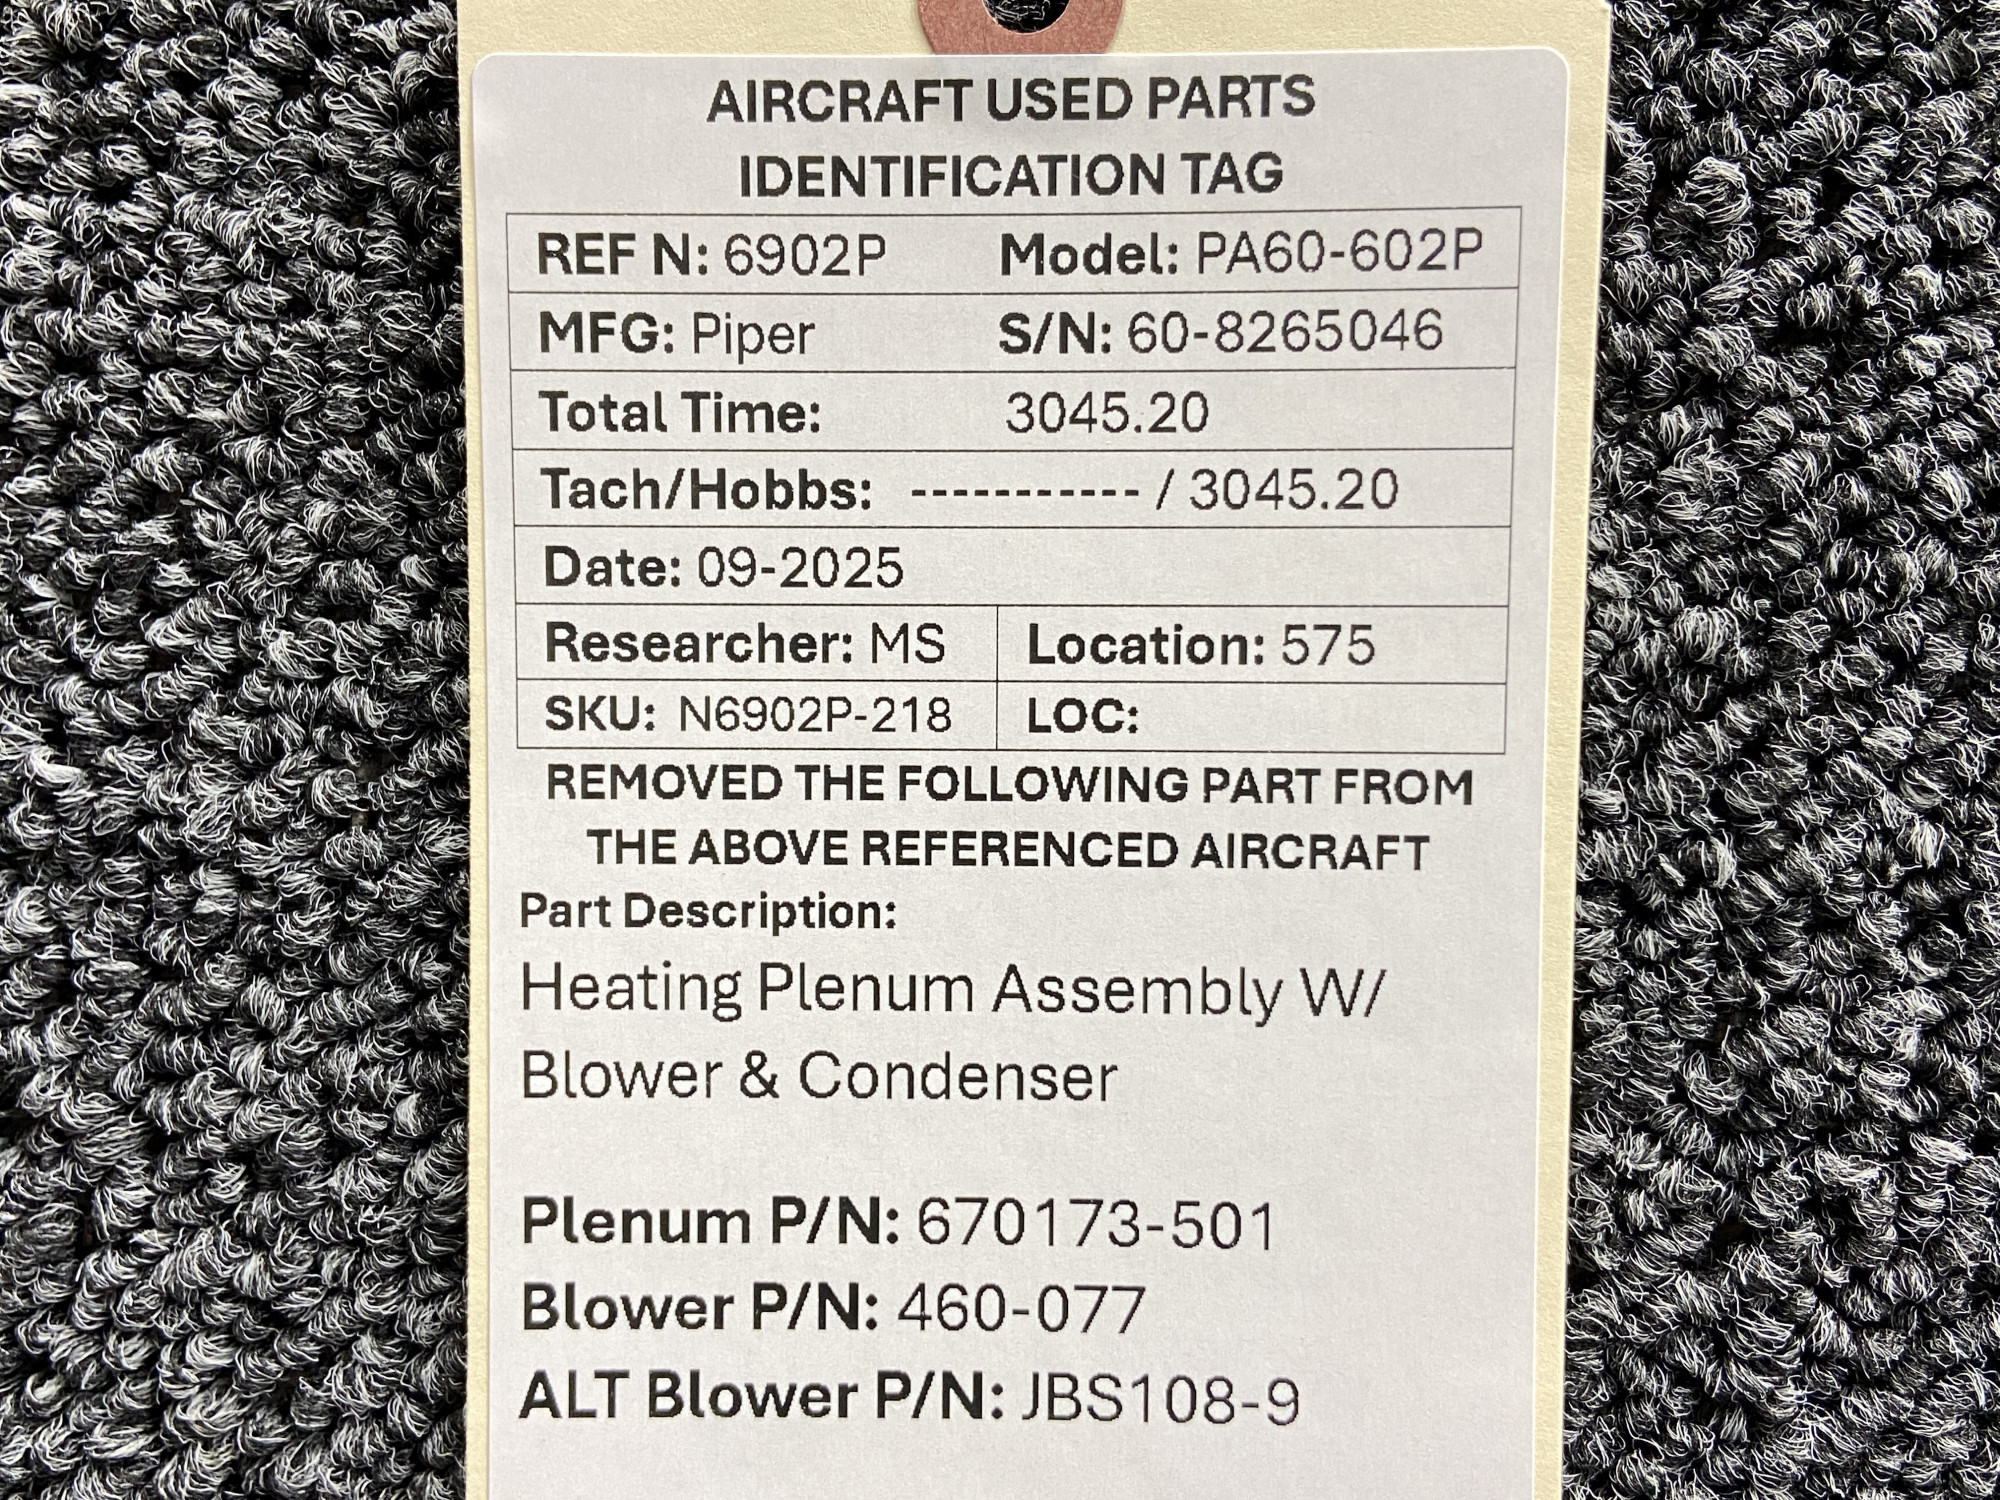 AIRCRAFT USED PARTS
IDENTIFICATION TAG
REF N: 6902P Model: PA60-602P
MFG: Piper S/N: 60-8265046
Total Time: 3045.20
Tach/Hobbs: ----------- / 3045.20
Date: 09-2025
Researcher: MS Location: 575
SKU: N6902P-218 LOC:
REMOVED THE FOLLOWING PART FROM
THE ABOVE REFERENCED AIRCRAFT
Part Description:
Heating Plenum Assembly W/
Blower & Condenser
Plenum P/N: 670173-501
Blower P/N: 460-077
ALT Blower P/N: JBS108-9